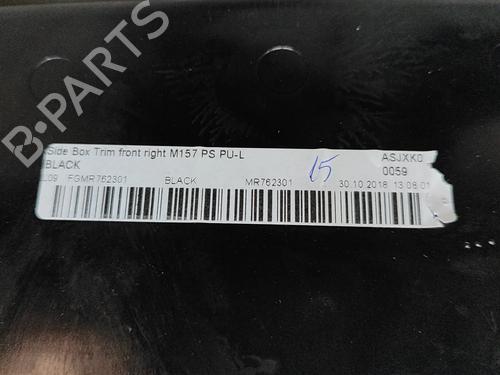 B-PARTS
Side Box Trim front right M157 PS PU-L
BLACK
ASJXK0
0059
L09 FGMR762301 BLACK MR762301 30.10.2018 13:08:01
15